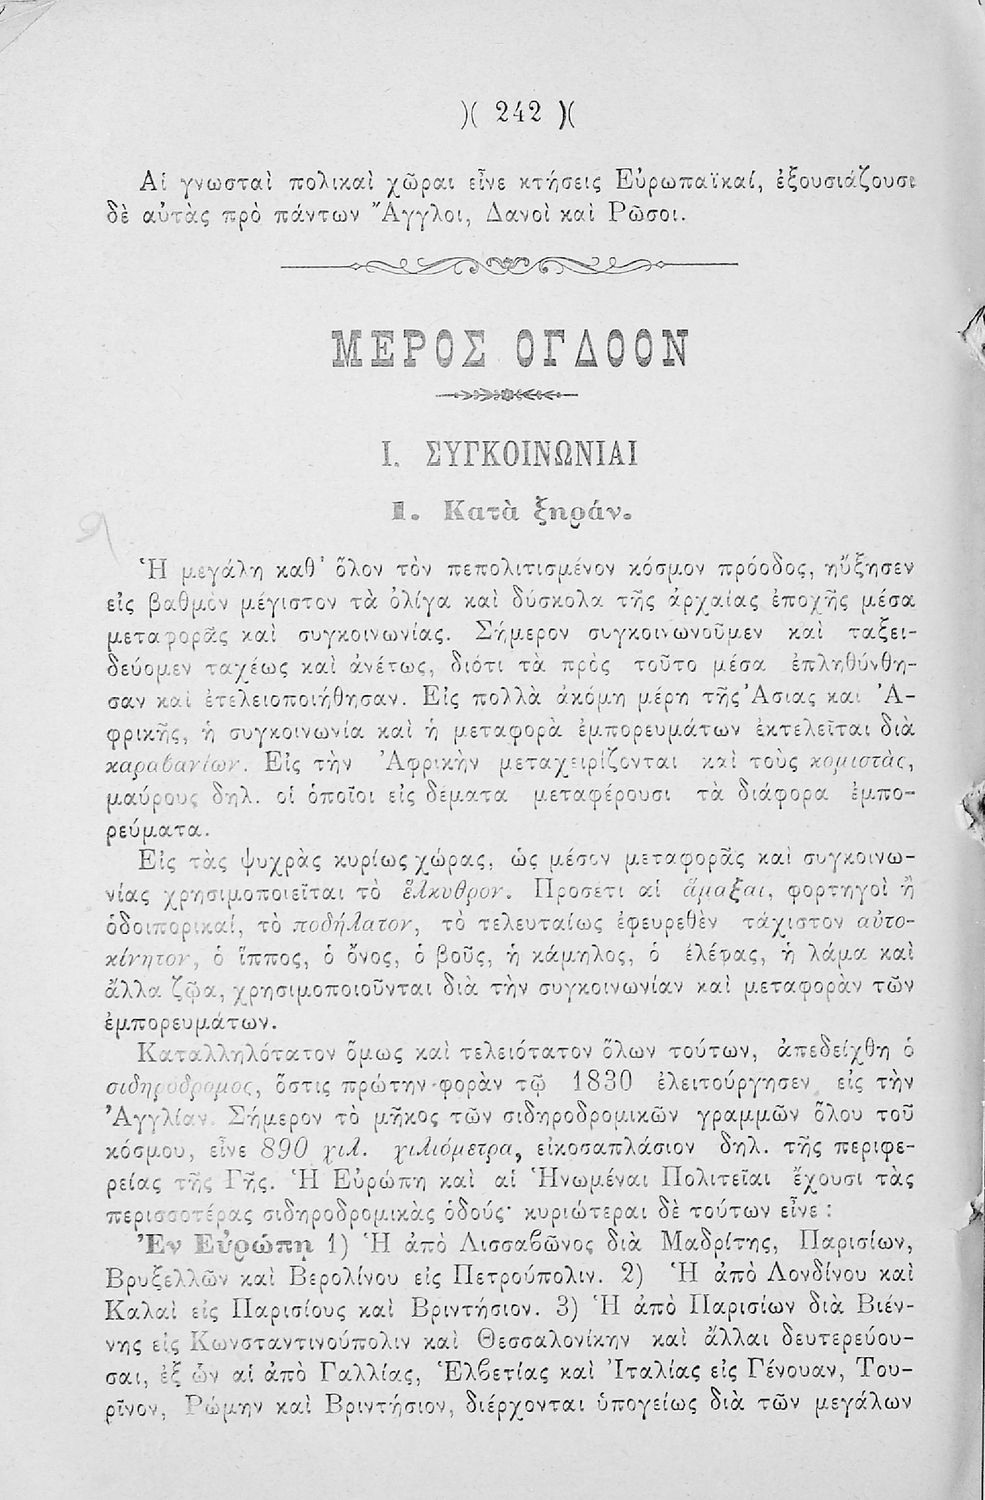 )( 242 )(
Αἱ γνωσταὶ πολικαὶ χῶραι εἶνε κτήσεις Εὐρωπαϊκαί, ἐξουσιάζουσι
δὲ αὐτὰς πρὸ πάντων Ἄγγλοι, Δανοὶ καὶ Ρῶσοι.
ΜΕΡΟΣ ΟΓΔΟΟΝ
Ι. ΣΥΓΚΟΙΝΩΝΙΑΙ
1. Κατὰ ξηράν.
Ἡ μεγάλη καθ' ὅλον τὸν πεπολιτισμένον κόσμον πρόοδος, ηὔξησεν
εἰς βαθμὸν μέγιστον τὰ ὀλίγα καὶ δύσκολα τῆς ἀρχαίας ἐποχῆς μέσα
μεταφορᾶς καὶ συγκοινωνίας. Σήμερον συγκοινωνοῦμεν καὶ ταξει-
δεύομεν ταχέως καὶ ἀνέτως, διότι τὰ πρὸς τοῦτο μέσα ἐπληθύνθη-
σαν καὶ ἐτελειοποιήθησαν. Εἰς πολλὰ ἀκόμη μέρη τῆς Ἀσιας και Ἀ-
φρικῆς, ἡ συγκοινωνία καὶ ἡ μεταφορὰ ἐμπορευμάτων ἐκτελεῖται διὰ
καραβανίων. Εἰς τὴν Ἀφρικὴν μεταχειρίζονται καὶ τοὺς κομιστὰς,
μαύρους δηλ. οἱ ὁποῖοι εἰς δέματα μεταφέρουσι τὰ διάφορα ἐμπο-
ρεύματα.
Εἰς τὰς ψυχρὰς κυρίως χώρας, ὡς μέσον μεταφορᾶς καὶ συγκοινω-
νίας χρησιμοποιεῖται τὸ ἕλκυθρον. Προσέτι αἱ ἅμαξαι, φορτηγοὶ ἢ
ὁδοιπορικαί, τὸ ποδήλατον, τὸ τελευταίως ἐφευρεθὲν τάχιστον αὐτο-
κίνητον, ὁ ἵππος, ὁ ὄνος, ὁ βοῦς, ἡ κάμηλος, ὁ ἐλέφας, ἡ λάμα καὶ
ἄλλα ζῷα, χρησιμοποιοῦνται διὰ τὴν συγκοινωνίαν καὶ μεταφορὰν τῶν
ἐμπορευμάτων.
Καταλληλότατον ὅμως καὶ τελειότατον ὅλων τούτων, ἀπεδείχθη ὁ
σιδηρόδρομος, ὅστις πρώτην φορὰν τῷ 1830 ἐλειτούργησεν εἰς τὴν
Ἀγγλίαν. Σήμερον τὸ μῆκος τῶν σιδηροδρομικῶν γραμμῶν ὅλου τοῦ
κόσμου, εἶνε 890 χιλ. χιλιόμετρα, εἰκοσαπλάσιον δηλ. τῆς περιφε-
ρείας τῆς Γῆς. Ἡ Εὐρώπη καὶ αἱ Ἡνωμέναι Πολιτεῖαι ἔχουσι τὰς
περισσοτέρας σιδηροδρομικὰς ὁδούς· κυριώτεραι δὲ τούτων εἶνε :
Ἐν Εὐρώπῃ 1) Ἡ ἀπὸ Λισσαβῶνος διὰ Μαδρίτης, Παρισίων,
Βρυξελλῶν καὶ Βερολίνου εἰς Πετρούπολιν. 2) Ἡ ἀπὸ Λονδίνου καὶ
Καλαὶ εἰς Παρισίους καὶ Βριντήσιον. 3) Ἡ ἀπὸ Παρισίων διὰ Βιέν-
νης εἰς Κωνσταντινούπολιν καὶ Θεσσαλονίκην καὶ ἄλλαι δευτερεύου-
σαι, ἐξ ὧν αἱ ἀπὸ Γαλλίας, Ἑλβετίας καὶ Ἰταλίας εἰς Γένουαν, Του-
ρῖνον, Ρώμην καὶ Βριντήσιον, διέρχονται ὑπογείως διὰ τῶν μεγάλων